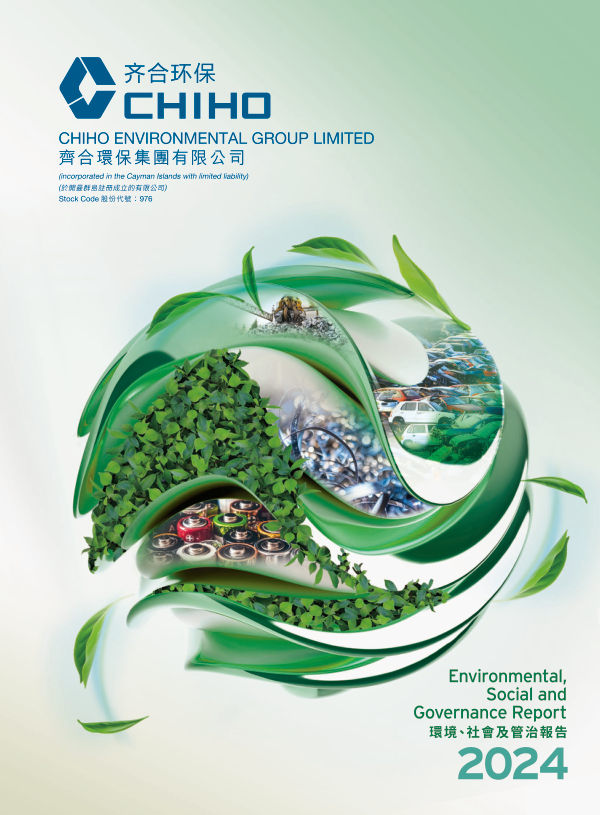 齐合环保
CHIHO
CHIHO ENVIRONMENTAL GROUP LIMITED
齊合環保集團有限公司
(incorporated in the Cayman Islands with limited liability)
(於開曼群島註冊成立的有限公司)
Stock Code 股份代號：976
Environmental,
Social and
Governance Report
環境、社會及管治報告
2024